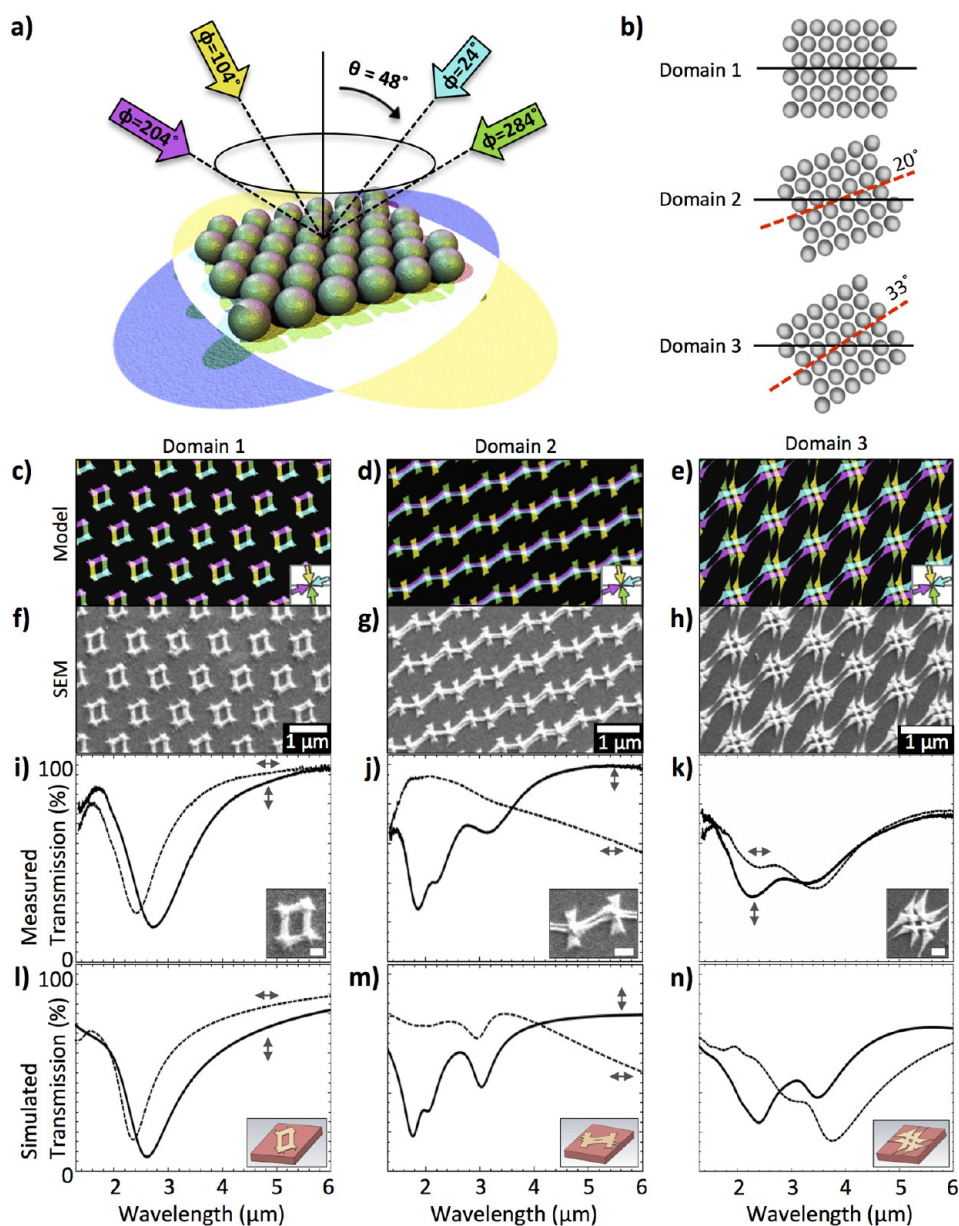 a)
ϕ=104°
ϕ=24°
θ = 48°
ϕ=204°
ϕ=284°
b)
Domain 1
Domain 2
20°
Domain 3
33°
Domain 1
Domain 2
Domain 3
c)
d)
e)
Model
f)
g)
h)
SEM
1 μm
1 μm
1 μm
i)
j)
k)
Measured
Transmission (%)
100
0
l)
m)
n)
Simulated
Transmission (%)
100
0
2 3 4 5 6
2 3 4 5 6
2 3 4 5 6
Wavelength (μm)
Wavelength (μm)
Wavelength (μm)